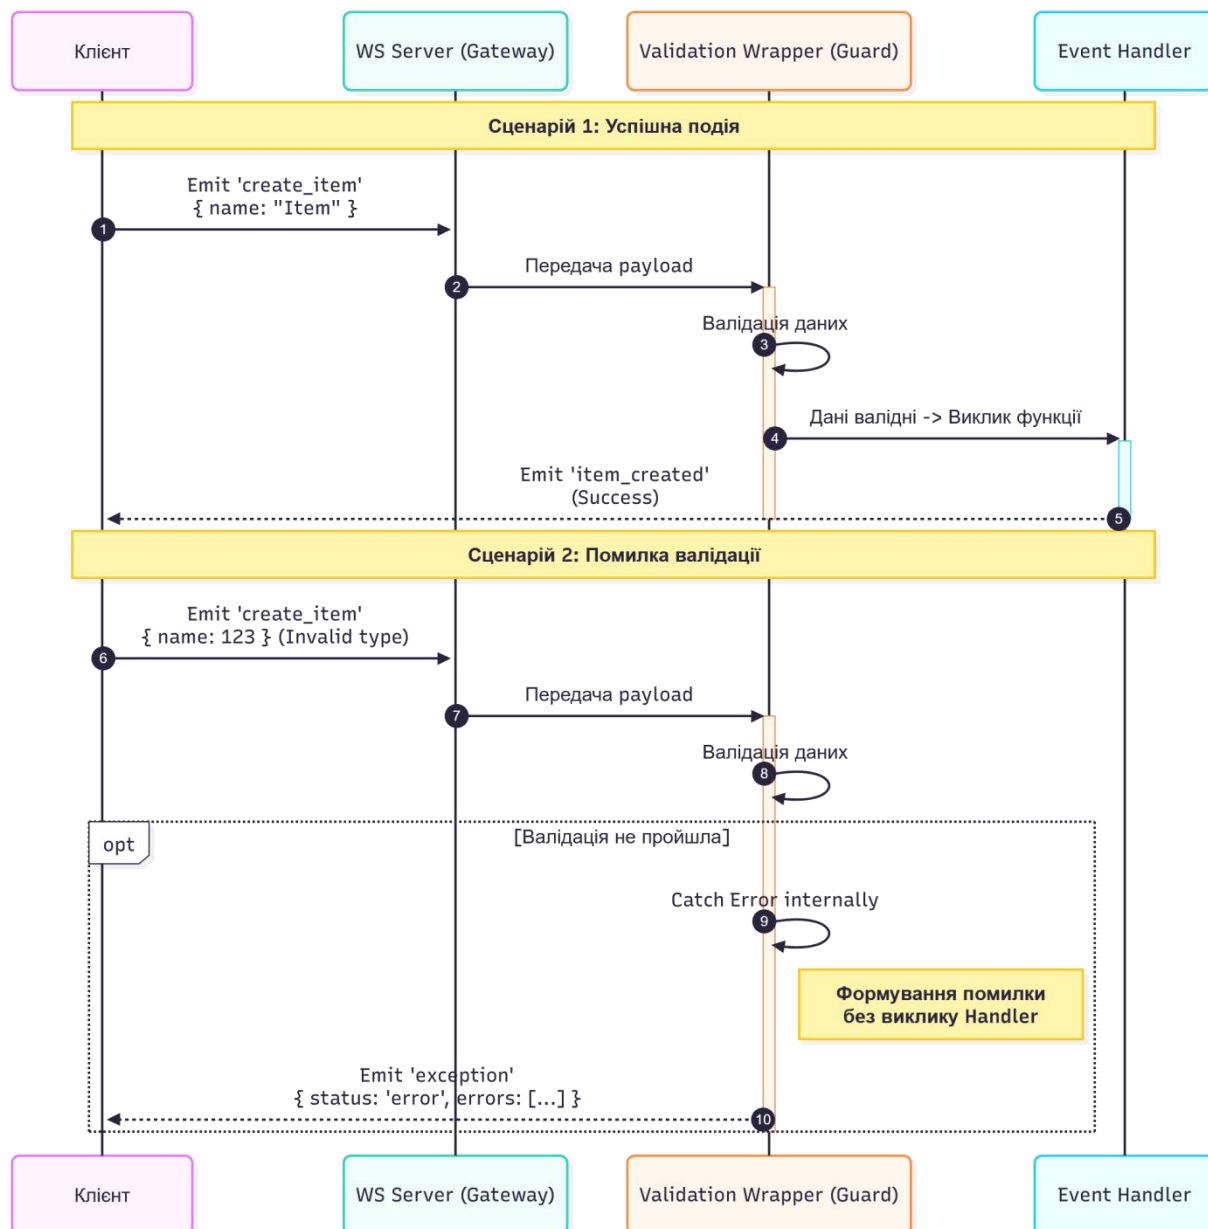 Клієнт
WS Server (Gateway)
Validation Wrapper (Guard)
Event Handler
Сценарій 1: Успішна подія
Emit 'create_item'
{ name: "Item" }
1
Передача payload
2
Валідація даних
3
Дані валідні -> Виклик функції
4
Emit 'item_created'
(Success)
5
Сценарій 2: Помилка валідації
Emit 'create_item'
{ name: 123 } (Invalid type)
6
Передача payload
7
Валідація даних
8
opt
[Валідація не пройшла]
Catch Error internally
9
Формування помилки
без виклику Handler
Emit 'exception'
{ status: 'error', errors: [...] }
10
Клієнт
WS Server (Gateway)
Validation Wrapper (Guard)
Event Handler